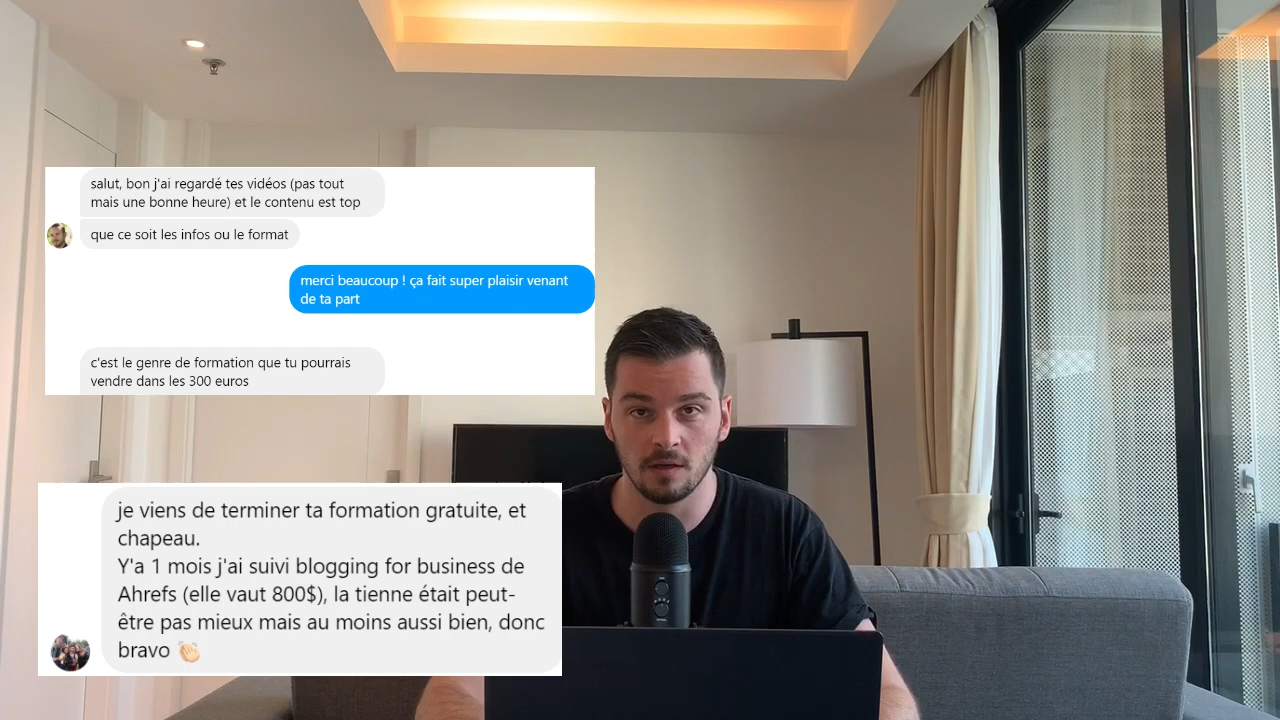 salut, bon j'ai regardé tes vidéos (pas tout
mais une bonne heure) et le contenu est top
que ce soit les infos ou le format
merci beaucoup ! ça fait super plaisir venant
de ta part
c'est le genre de formation que tu pourrais
vendre dans les 300 euros
je viens de terminer ta formation gratuite, et
chapeau.
Y'a 1 mois j'ai suivi blogging for business de
Ahrefs (elle vaut 800$), la tienne était peut-
être pas mieux mais au moins aussi bien, donc
bravo 👏🏻